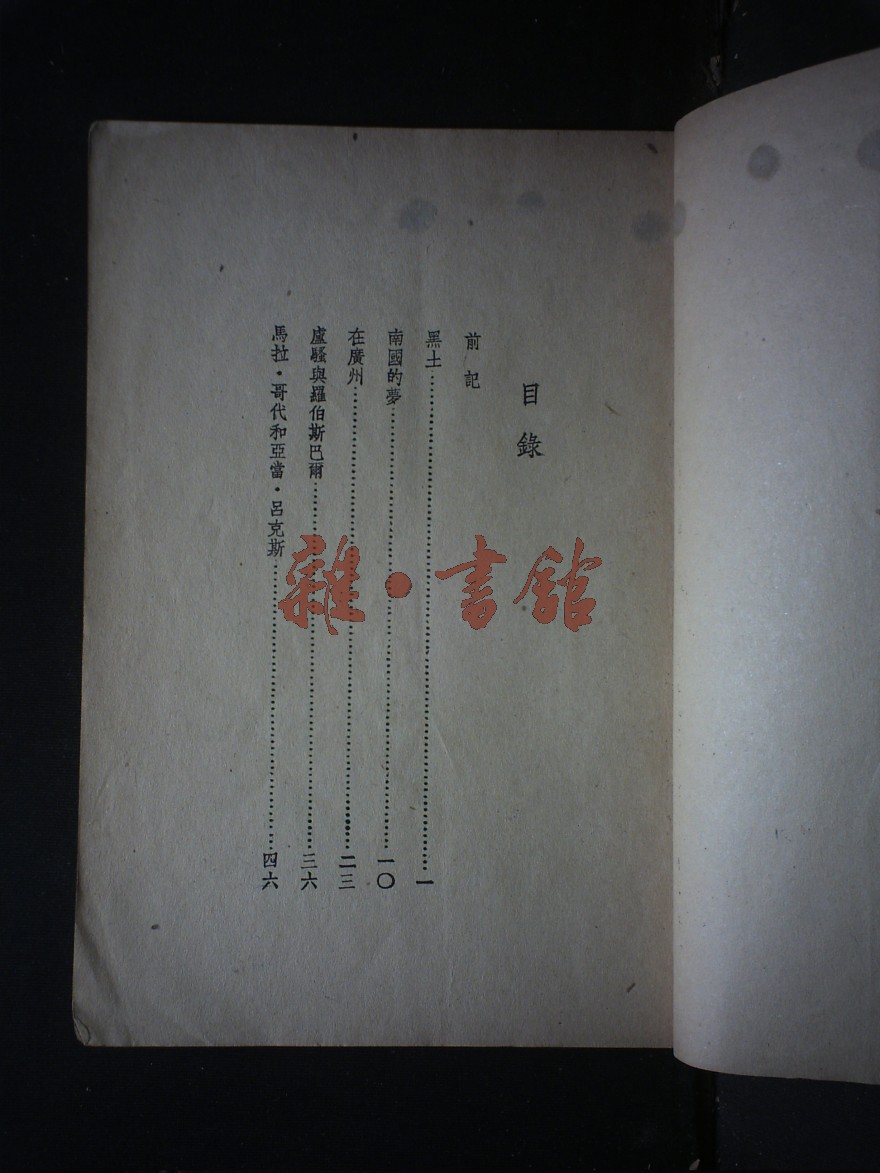 目錄
前記
黑土……一
南國的夢……一〇
在廣州……二三
盧騷與羅伯斯巴爾……三六
馬拉・哥代和亞當・呂克斯……四六
雜・書館